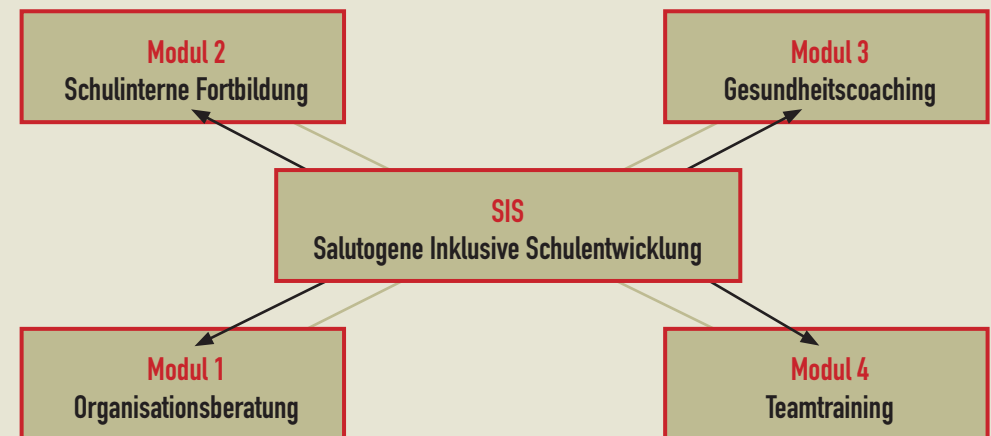 Modul 2
Schulinterne Fortbildung
Modul 3
Gesundheitscoaching
SIS
Salutogene Inklusive Schulentwicklung
Modul 1
Organisationsberatung
Modul 4
Teamtraining